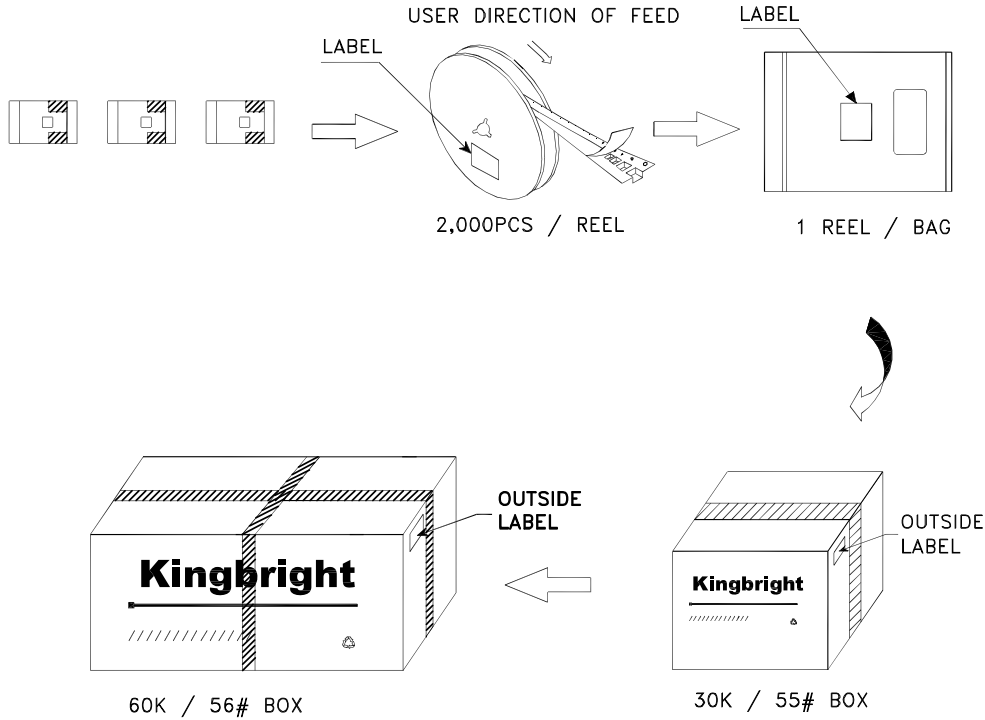 USER DIRECTION OF FEED
LABEL
LABEL
2,000PCS / REEL
1 REEL / BAG
OUTSIDE
LABEL
OUTSIDE
LABEL
Kingbright
Kingbright
60K / 56# BOX
30K / 55# BOX